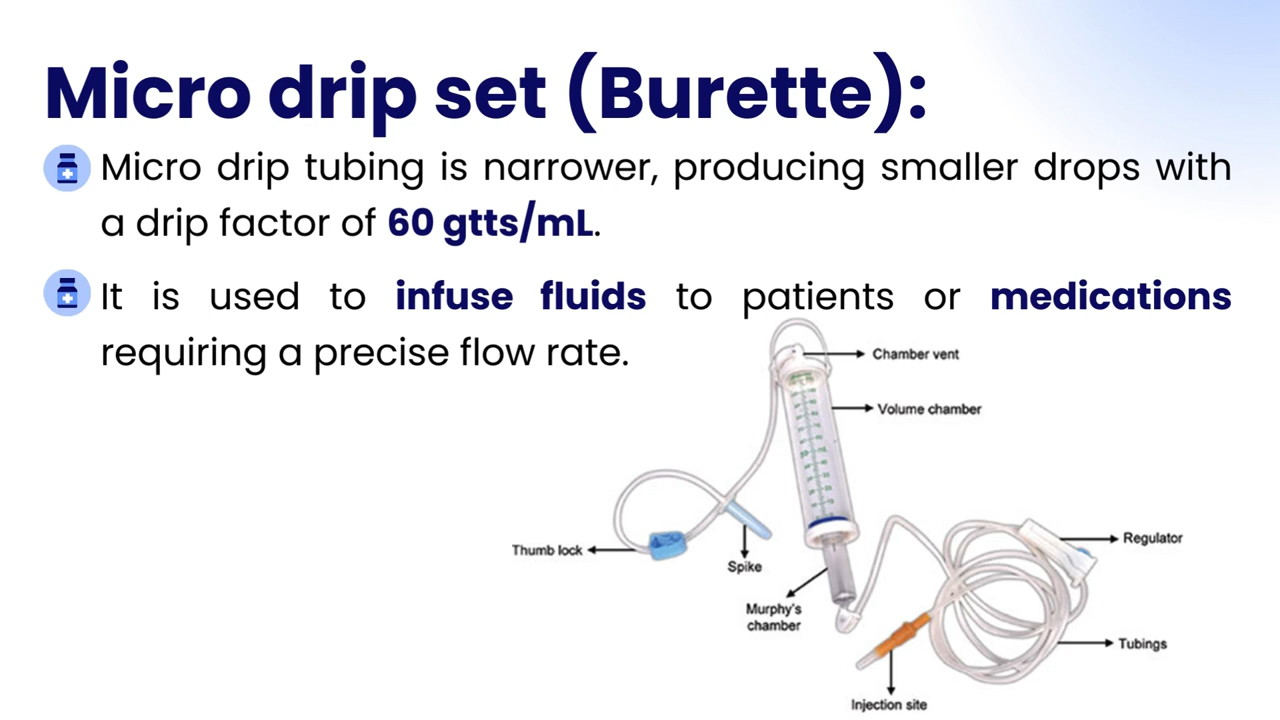 Micro drip set (Burette):
Micro drip tubing is narrower, producing smaller drops with
a drip factor of 60 gtts/mL.
It is used to infuse fluids to patients or medications
requiring a precise flow rate.
Chamber vent
Volume chamber
Regulator
Thumb lock
Spike
Murphy's
chamber
Tubings
Injection site